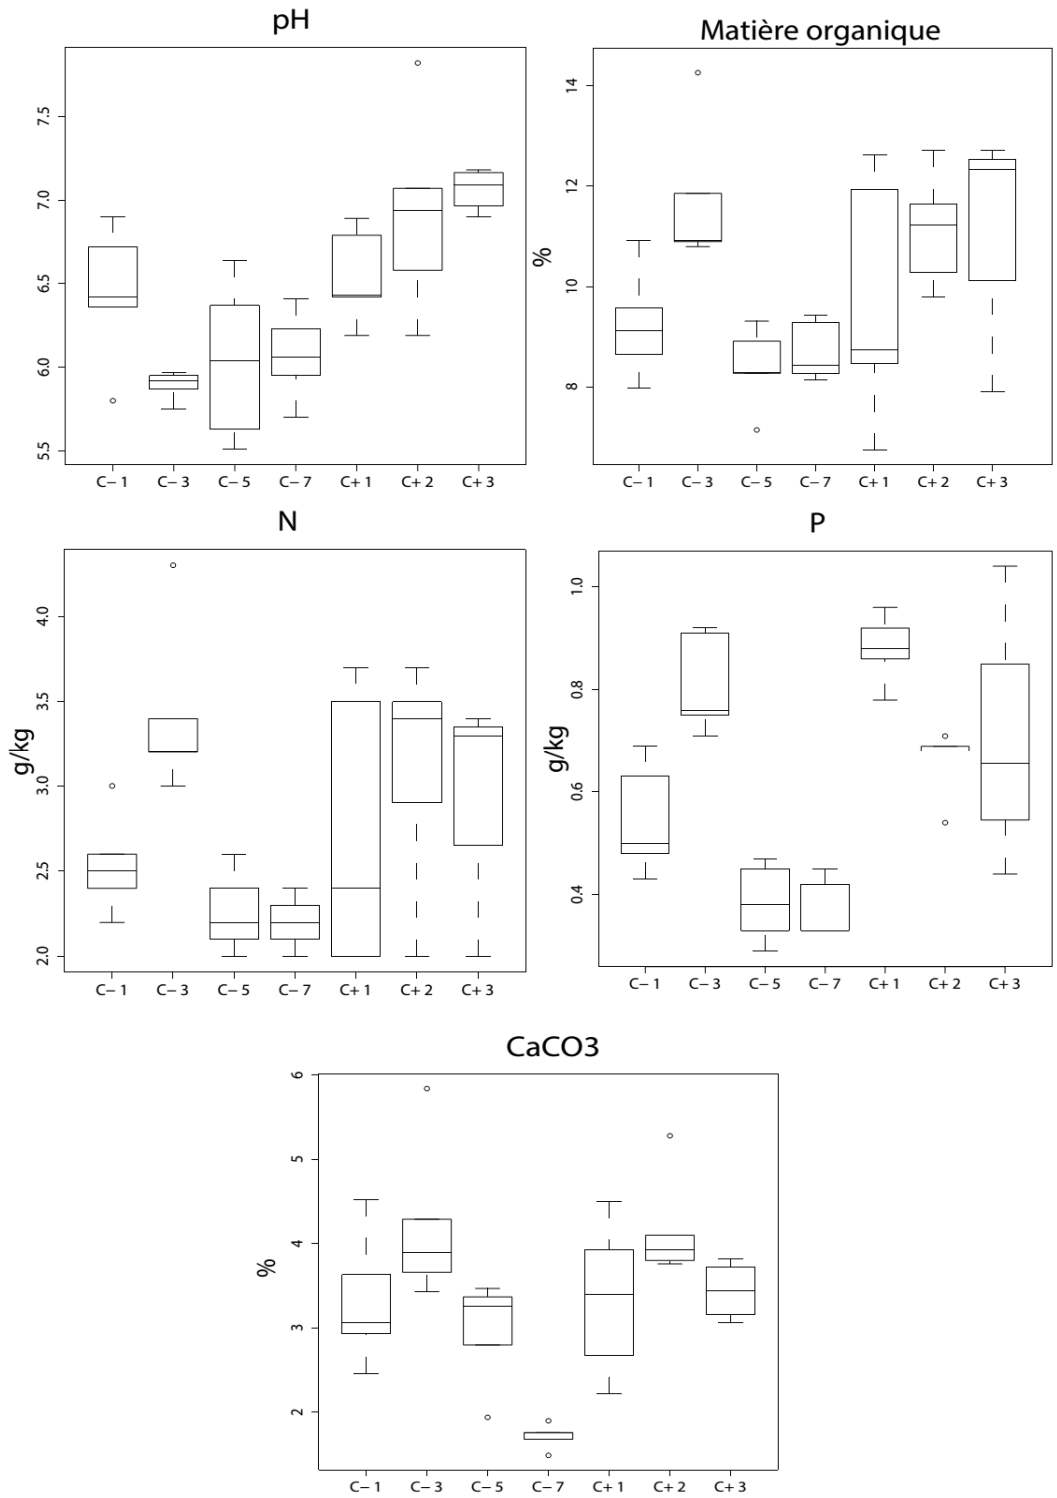 pH
7.5
7.0
6.5
6.0
5.5
C− 1 C− 3 C− 5 C− 7 C+ 1 C+ 2 C+ 3
Matière organique
%
14
12
10
8
C− 1 C− 3 C− 5 C− 7 C+ 1 C+ 2 C+ 3
N
g/kg
4.0
3.5
3.0
2.5
2.0
C− 1 C− 3 C− 5 C− 7 C+ 1 C+ 2 C+ 3
P
g/kg
1.0
0.8
0.6
0.4
C− 1 C− 3 C− 5 C− 7 C+ 1 C+ 2 C+ 3
CaCO3
%
6
5
4
3
2
C− 1 C− 3 C− 5 C− 7 C+ 1 C+ 2 C+ 3